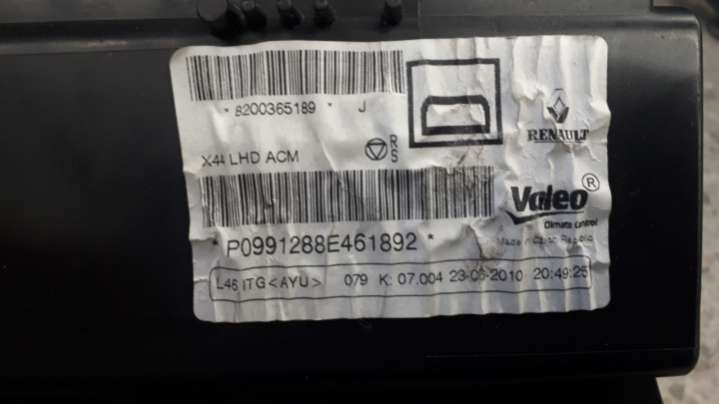 * 8200365189 * J
RENAULT
X44 LHD ACM
R
S
Valeo ®
Climate Control
Made in Czech Republic
* P0991288E461892 *
L46 ITG <AYU> 079 K: 07.004 23-06-2010 20:49:25